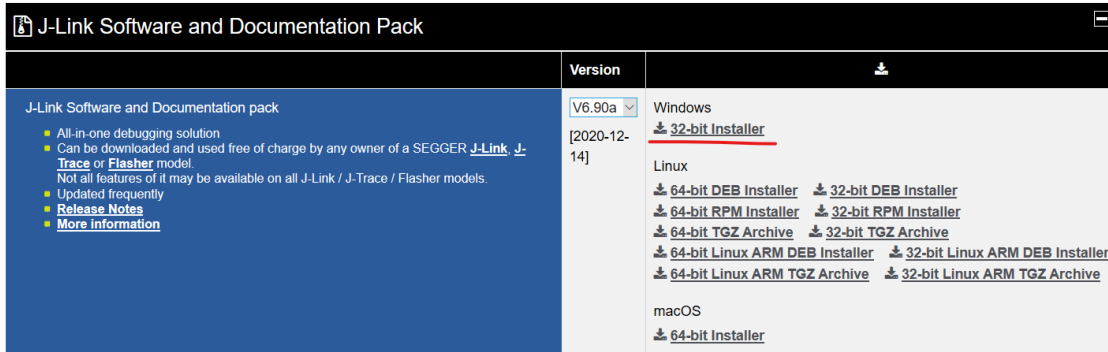 J-Link Software and Documentation Pack
Version
J-Link Software and Documentation pack
All-in-one debugging solution
Can be downloaded and used free of charge by any owner of a SEGGER J-Link, J-
Trace or Flasher model.
Not all features of it may be available on all J-Link / J-Trace / Flasher models.
Updated frequently
Release Notes
More information
V6.90a
[2020-12-
14]
Windows
32-bit Installer
Linux
64-bit DEB Installer 32-bit DEB Installer
64-bit RPM Installer 32-bit RPM Installer
64-bit TGZ Archive 32-bit TGZ Archive
64-bit Linux ARM DEB Installer 32-bit Linux ARM DEB Installer
64-bit Linux ARM TGZ Archive 32-bit Linux ARM TGZ Archive
macOS
64-bit Installer